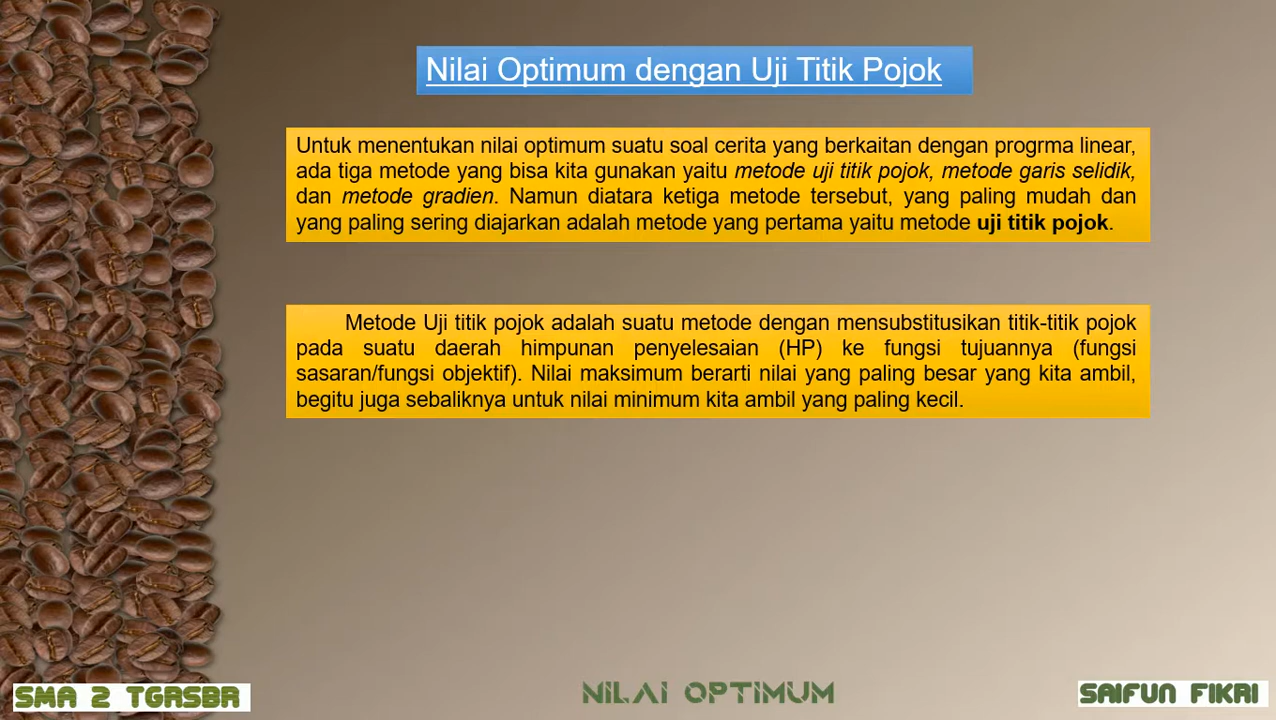 Nilai Optimum dengan Uji Titik Pojok
Untuk menentukan nilai optimum suatu soal cerita yang berkaitan dengan progrma linear,
ada tiga metode yang bisa kita gunakan yaitu metode uji titik pojok, metode garis selidik,
dan metode gradien. Namun diatara ketiga metode tersebut, yang paling mudah dan
yang paling sering diajarkan adalah metode yang pertama yaitu metode uji titik pojok.
Metode Uji titik pojok adalah suatu metode dengan mensubstitusikan titik-titik pojok
pada suatu daerah himpunan penyelesaian (HP) ke fungsi tujuannya (fungsi
sasaran/fungsi objektif). Nilai maksimum berarti nilai yang paling besar yang kita ambil,
begitu juga sebaliknya untuk nilai minimum kita ambil yang paling kecil.
SMA 2 TGRSBR
NILAI OPTIMUM
SAIFUN FIKRI